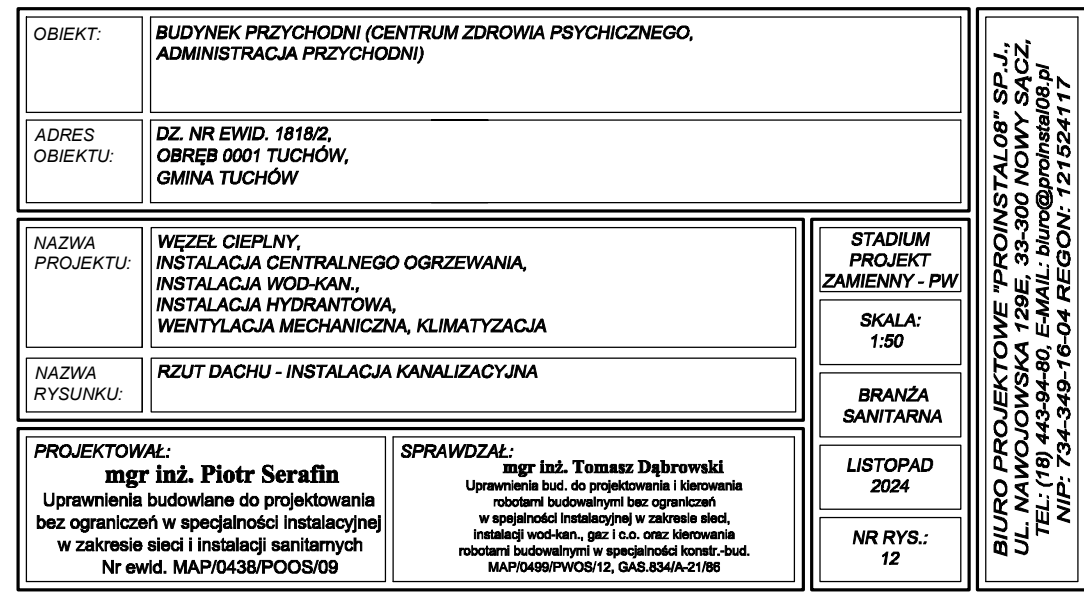 OBIEKT:
BUDYNEK PRZYCHODNI (CENTRUM ZDROWIA PSYCHICZNEGO,
ADMINISTRACJA PRZYCHODNI)
ADRES
OBIEKTU:
DZ. NR EWID. 1818/2,
OBRĘB 0001 TUCHÓW,
GMINA TUCHÓW
NAZWA
PROJEKTU:
WĘZEŁ CIEPLNY,
INSTALACJA CENTRALNEGO OGRZEWANIA,
INSTALACJA WOD-KAN.,
INSTALACJA HYDRANTOWA,
WENTYLACJA MECHANICZNA, KLIMATYZACJA
NAZWA
RYSUNKU:
RZUT DACHU - INSTALACJA KANALIZACYJNA
PROJEKTOWAŁ:
mgr inż. Piotr Serafin
Uprawnienia budowlane do projektowania
bez ograniczeń w specjalności instalacyjnej
w zakresie sieci i instalacji sanitarnych
Nr ewid. MAP/0438/POOS/09
SPRAWDZAŁ:
mgr inż. Tomasz Dąbrowski
Uprawnienia bud. do projektowania i kierowania
robotami budowalnymi bez ograniczeń
w spejalności instalacyjnej w zakresie sieci,
instalacji wod-kan., gaz i c.o. oraz kierowania
robotami budowalnymi w specjalności konstr.-bud.
MAP/0499/PWOS/12, GAS.834/A-21/86
STADIUM
PROJEKT
ZAMIENNY - PW
SKALA:
1:50
BRANŻA
SANITARNA
LISTOPAD
2024
NR RYS.:
12
BIURO PROJEKTOWE "PROINSTAL08" SP.J.,
UL. NAWOJOWSKA 129E, 33-300 NOWY SĄCZ,
TEL: (18) 443-94-80, E-MAIL: biuro@proinstal08.pl
NIP: 734-349-16-04 REGON: 121524117